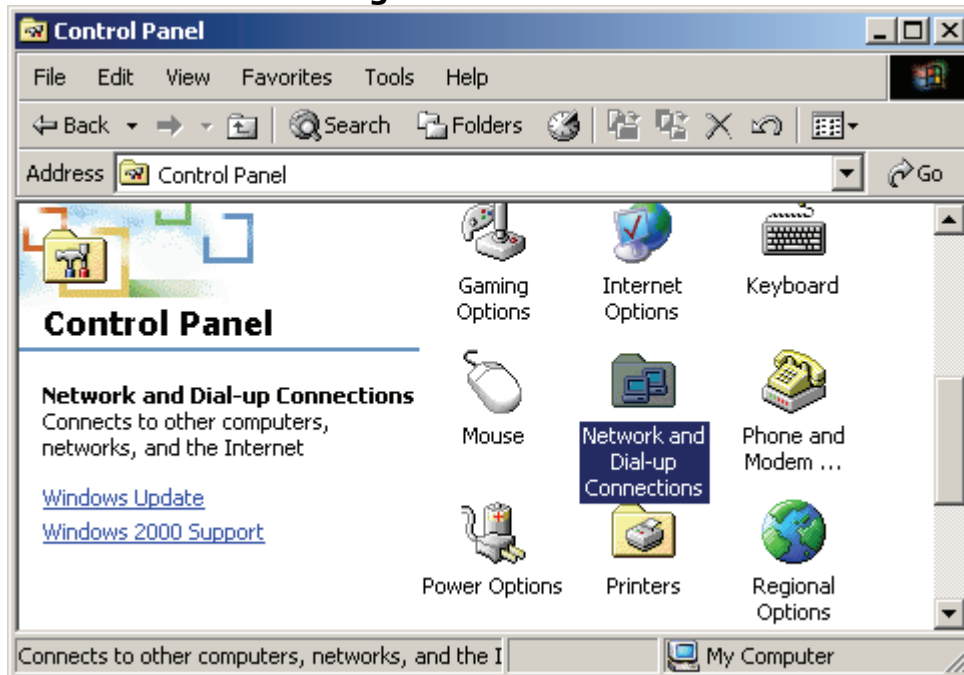 Control Panel
File Edit View Favorites Tools Help
Back Search Folders
Address Control Panel Go
Control Panel
Network and Dial-up Connections
Connects to other computers,
networks, and the Internet
Windows Update
Windows 2000 Support
Gaming
Options
Internet
Options
Keyboard
Mouse
Network and
Dial-up
Connections
Phone and
Modem ...
Power Options
Printers
Regional
Options
Connects to other computers, networks, and the I
My Computer